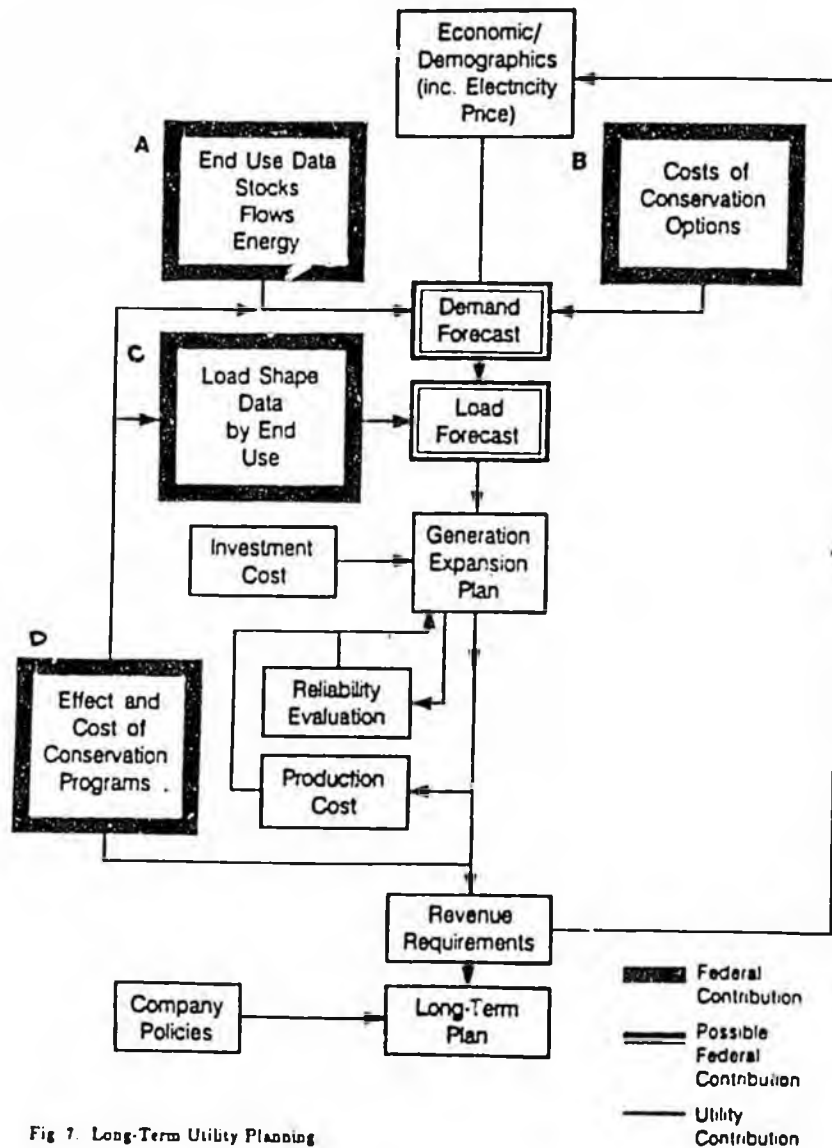 Economic/
Demographics
(inc. Electricity
Price)
A
End Use Data
Stocks
Flows
Energy
B
Costs of
Conservation
Options
Demand
Forecast
C
Load Shape
Data
by End
Use
Load
Forecast
Investment
Cost
Generation
Expansion
Plan
D
Effect and
Cost of
Conservation
Programs
Reliability
Evaluation
Production
Cost
Revenue
Requirements
Company
Policies
Long-Term
Plan
Federal
Contribution
Possible
Federal
Contribution
Utility
Contribution
Fig 7. Long-Term Utility Planning